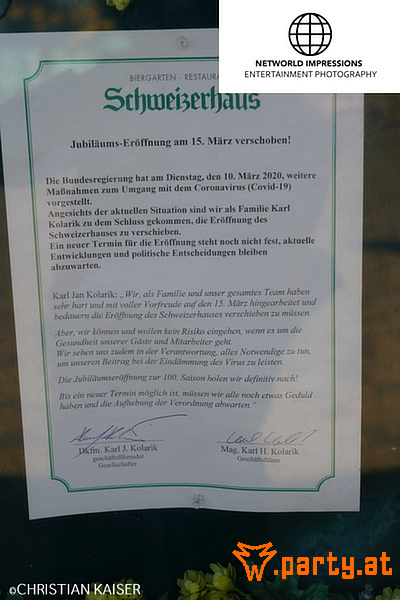 NETWORLD IMPRESSIONS
ENTERTAINMENT PHOTOGRAPHY
BIERGARTEN · RESTAURA
Schweizerhaus
Jubiläums-Eröffnung am 15. März verschoben!
Die Bundesregierung hat am Dienstag, den 10. März 2020, weitere
Maßnahmen zum Umgang mit dem Coronavirus (Covid-19)
vorgestellt.
Angesichts der aktuellen Situation sind wir als Familie Karl
Kolarik zu dem Schluss gekommen, die Eröffnung des
Schweizerhauses zu verschieben.
Ein neuer Termin für die Eröffnung steht noch nicht fest, aktuelle
Entwicklungen und politische Entscheidungen bleiben
abzuwarten.
Karl Jan Kolarik: „Wir, als Familie und unser gesamtes Team haben
sehr hart und mit voller Vorfreude auf den 15. März hingearbeitet und
bedauern die Eröffnung des Schweizerhauses verschieben zu müssen.
Aber, wir können und wollen kein Risiko eingehen, wenn es um die
Gesundheit unserer Gäste und Mitarbeiter geht.
Wir sehen uns zudem in der Verantwortung, alles Notwendige zu tun,
um unseren Beitrag bei der Eindämmung des Virus zu leisten.
Die Jubiläumseröffnung zur 100. Saison holen wir definitiv nach!
Bis ein neuer Termin möglich ist, müssen wir alle noch etwas Geduld
haben und die Aufhebung der Verordnung abwarten.“
Dkfm. Karl J. Kolarik Mag. Karl H. Kolarik
geschäftsführender Geschäftsführer
Gesellschafter
.party.at
©CHRISTIAN KAISER